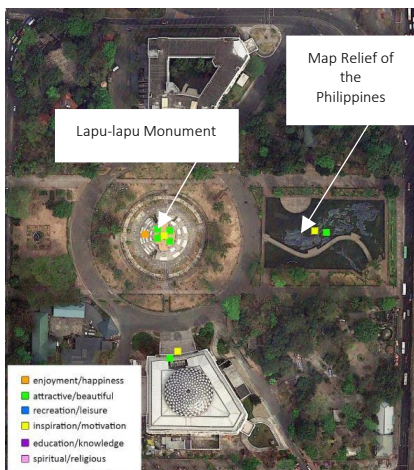 Map Relief of
the
Philippines
Lapu-lapu Monument
enjoyment/happiness
attractive/beautiful
recreation/leisure
inspiration/motivation
education/knowledge
spiritual/religious